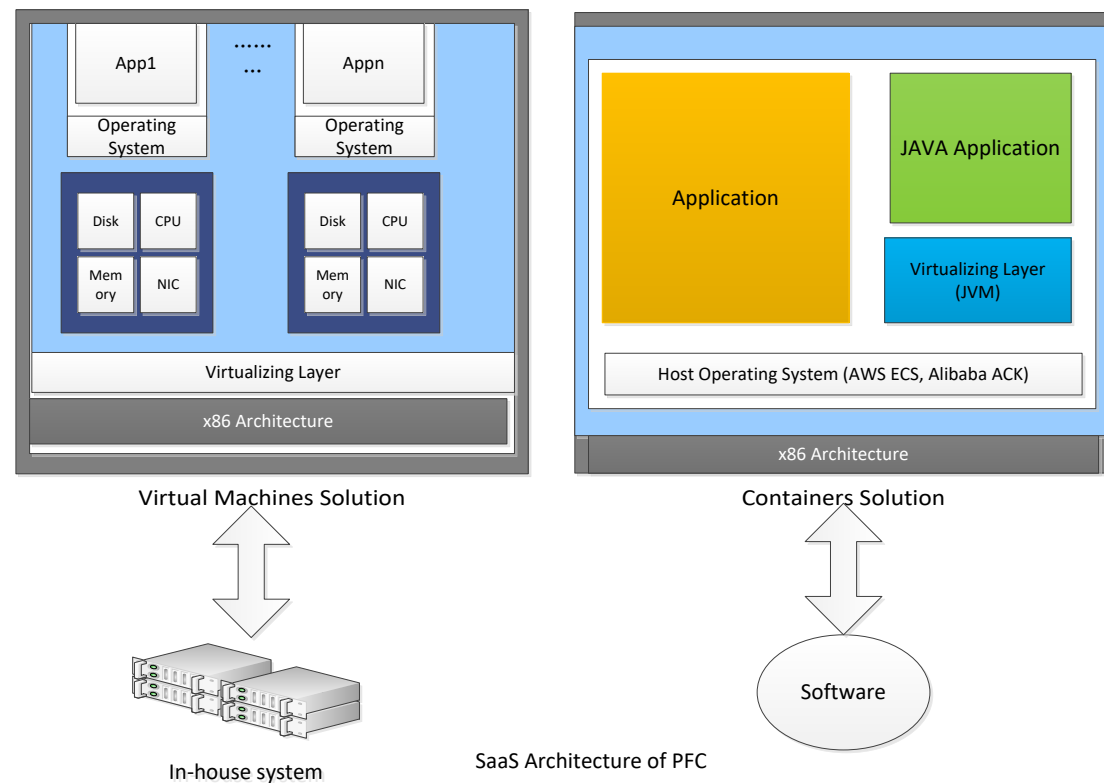 App1
……
…
Appn
Operating
System
Operating
System
Disk
CPU
Mem
ory
NIC
Disk
CPU
Mem
ory
NIC
Virtualizing Layer
x86 Architecture
Virtual Machines Solution
In-house system
Application
JAVA Application
Virtualizing Layer
(JVM)
Host Operating System (AWS ECS, Alibaba ACK)
x86 Architecture
Containers Solution
Software
SaaS Architecture of PFC